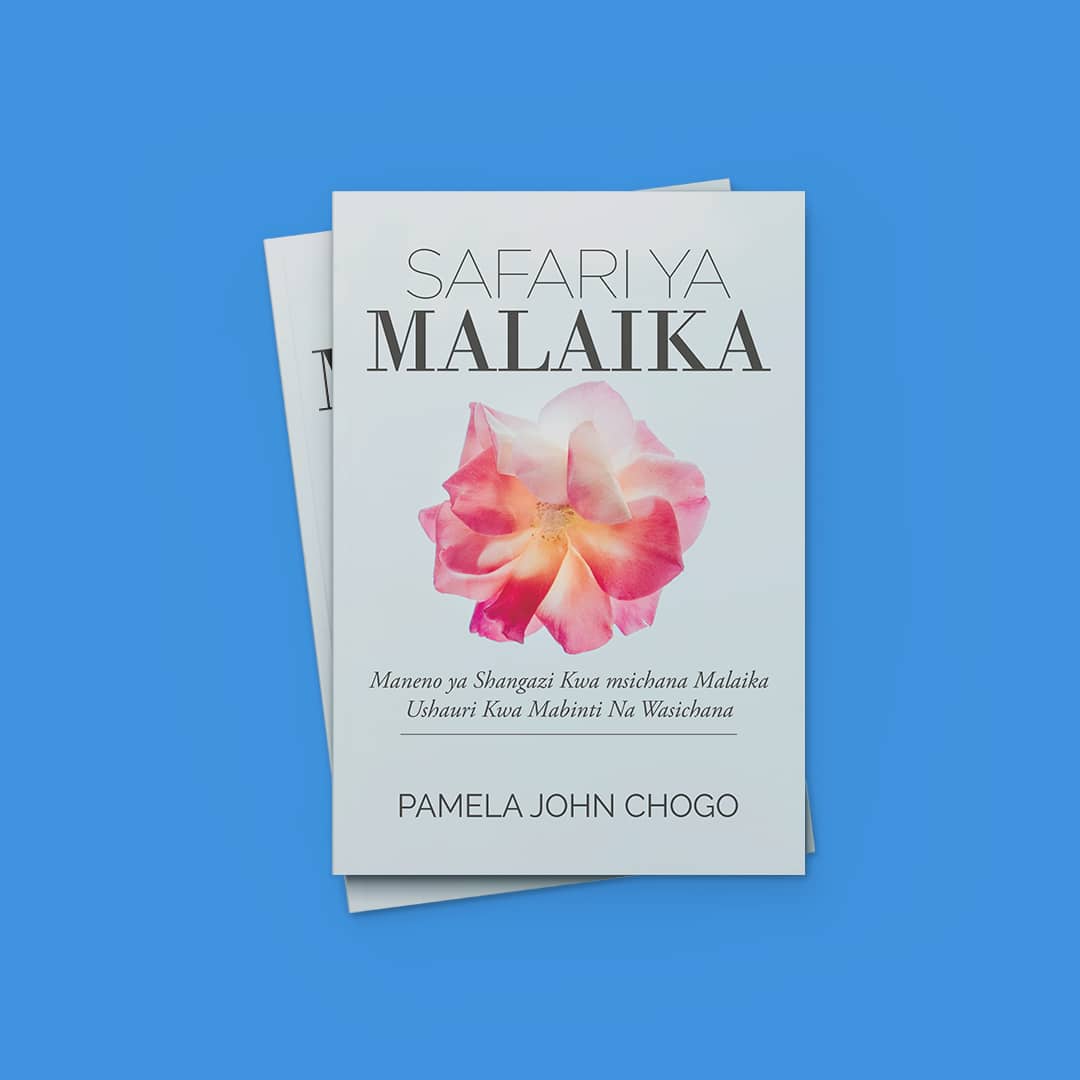 SAFARI YA
MALAIKA
Maneno ya Shangazi Kwa msichana Malaika
Ushauri Kwa Mabinti Na Wasichana
PAMELA JOHN CHOGO